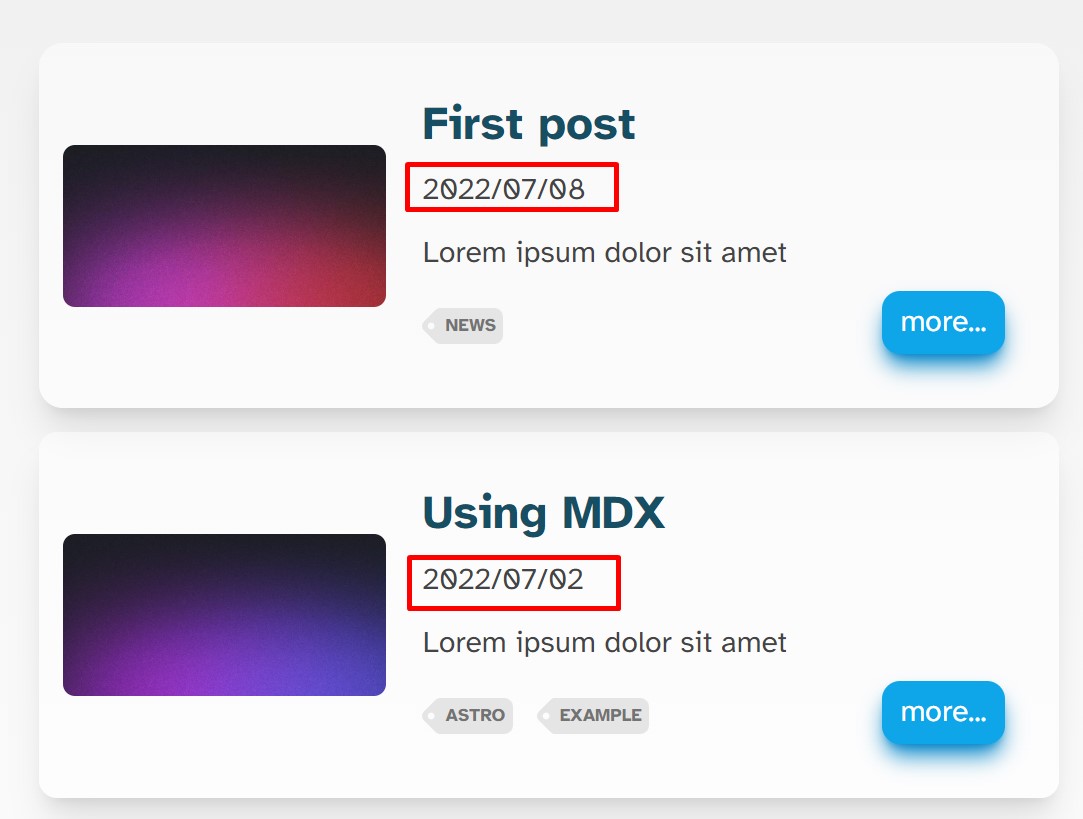 First post
2022/07/08
Lorem ipsum dolor sit amet
NEWS
more...
Using MDX
2022/07/02
Lorem ipsum dolor sit amet
ASTRO EXAMPLE
more...